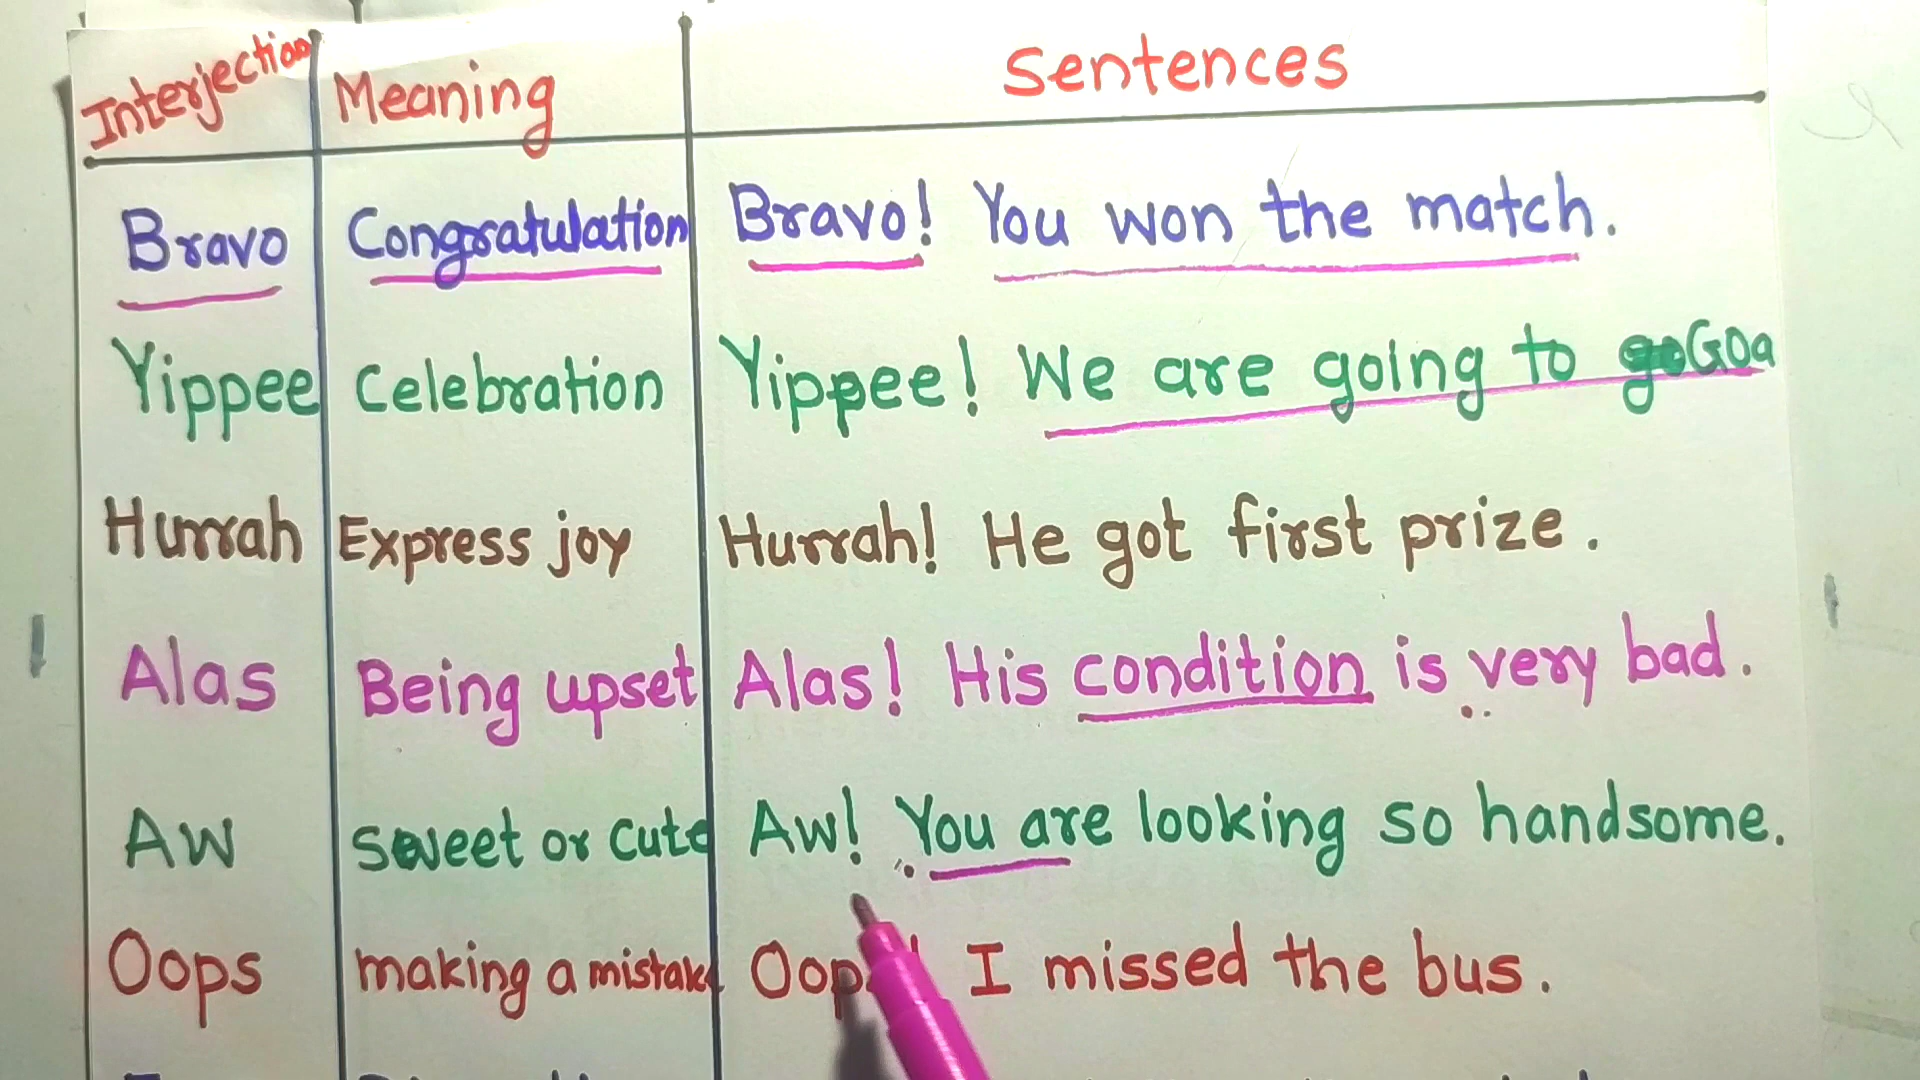 Interjection Meaning Sentences
Bravo Congratulation Bravo! You won the match.
Yippee Celebration Yippee! We are going to Goa
Hurrah Express joy Hurrah! He got first prize.
Alas Being upset Alas! His condition is very bad.
Aw Sweet or cute Aw! You are looking so handsome.
Oops making a mistake I missed the bus.